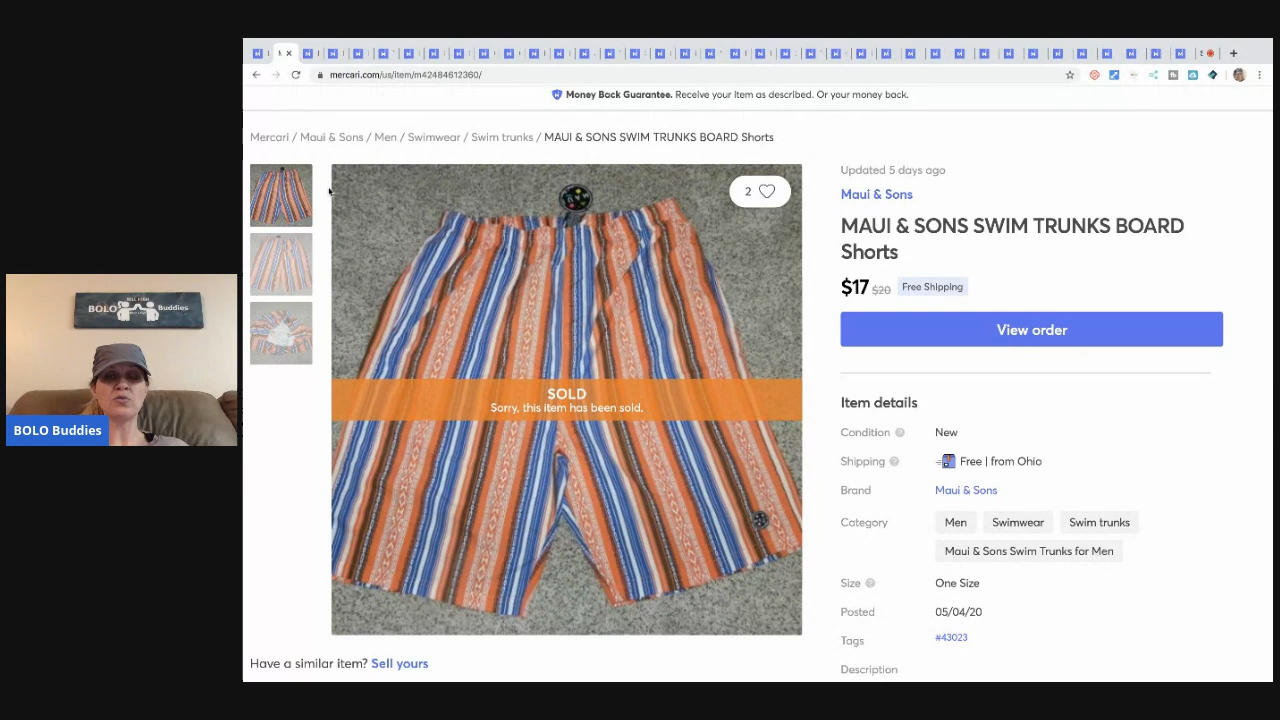 mercari.com/us/item/m42484612360/
Money Back Guarantee. Receive your item as described. Or your money back.
Mercari / Maui & Sons / Men / Swimwear / Swim trunks / MAUI & SONS SWIM TRUNKS BOARD Shorts
2
SOLD
Sorry, this item has been sold.
Have a similar item? Sell yours
Updated 5 days ago
Maui & Sons
MAUI & SONS SWIM TRUNKS BOARD
Shorts
$17 $20 Free Shipping
View order
Item details
Condition New
Shipping Free | from Ohio
Brand Maui & Sons
Category Men Swimwear Swim trunks
Maui & Sons Swim Trunks for Men
Size One Size
Posted 05/04/20
Tags #43023
Description
BOLO Buddies
BOLO Buddies